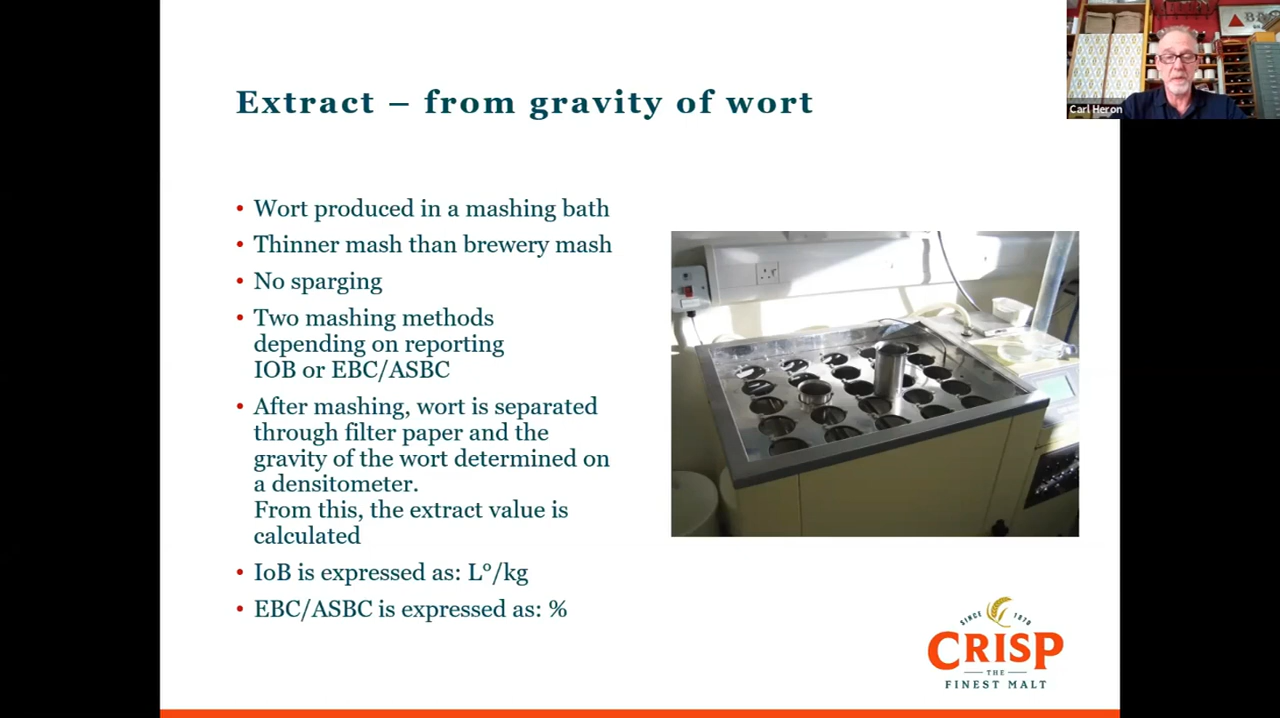 Extract – from gravity of wort
Carl Heron
• Wort produced in a mashing bath
• Thinner mash than brewery mash
• No sparging
• Two mashing methods
depending on reporting
IOB or EBC/ASBC
• After mashing, wort is separated
through filter paper and the
gravity of the wort determined on
a densitometer.
From this, the extract value is
calculated
• IoB is expressed as: L°/kg
• EBC/ASBC is expressed as: %
SINCE 1870
CRISP
THE
FINEST MALT